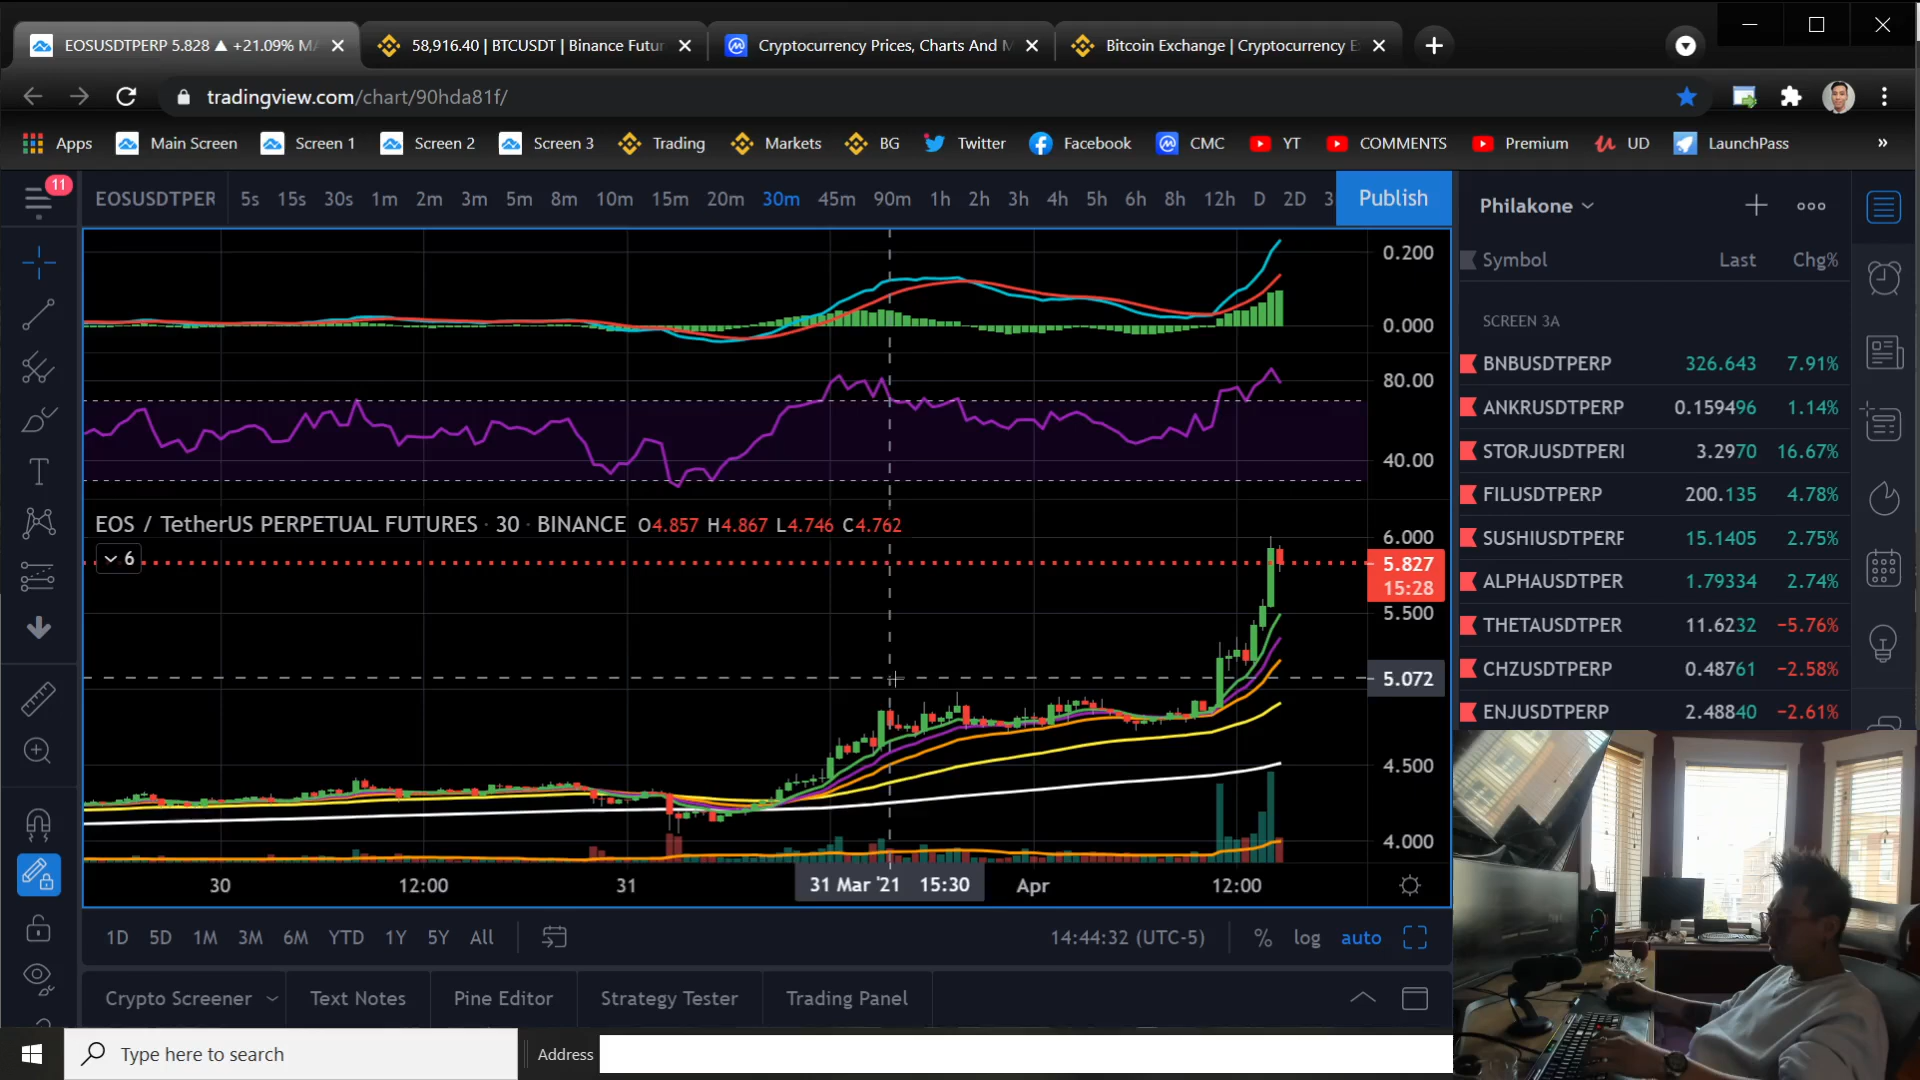 EOSUSDTPERP 5.828 ▲ +21.09% MA
58,916.40 | BTCUSDT | Binance Futur
Cryptocurrency Prices, Charts And M
Bitcoin Exchange | Cryptocurrency E
tradingview.com/chart/90hda81f/
Apps Main Screen Screen 1 Screen 2 Screen 3 Trading Markets BG Twitter Facebook CMC YT COMMENTS Premium UD LaunchPass »
11
EOSUSDTPER 5s 15s 30s 1m 2m 3m 5m 8m 10m 15m 20m 30m 45m 90m 1h 2h 3h 4h 5h 6h 8h 12h D 2D 3 Publish
Philakone
Symbol Last Chg%
SCREEN 3A
BNBUSDTPERP 326.643 7.91%
ANKRUSDTPERP 0.159496 1.14%
STORJUSDTPERI 3.2970 16.67%
FILUSDTPERP 200.135 4.78%
SUSHIUSDTPERF 15.1405 2.75%
ALPHAUSDTPER 1.79334 2.74%
THETAUSDTPER 11.6232 −5.76%
CHZUSDTPERP 0.48761 −2.58%
ENJUSDTPERP 2.48840 −2.61%
0.200
0.000
80.00
40.00
EOS / TetherUS PERPETUAL FUTURES · 30 · BINANCE O4.857 H4.867 L4.746 C4.762
6
6.000
5.827
15:28
5.500
5.072
4.500
4.000
30 12:00 31 31 Mar '21 15:30 Apr 12:00
1D 5D 1M 3M 6M YTD 1Y 5Y All 14:44:32 (UTC-5) % log auto
Crypto Screener Text Notes Pine Editor Strategy Tester Trading Panel
Type here to search
Address